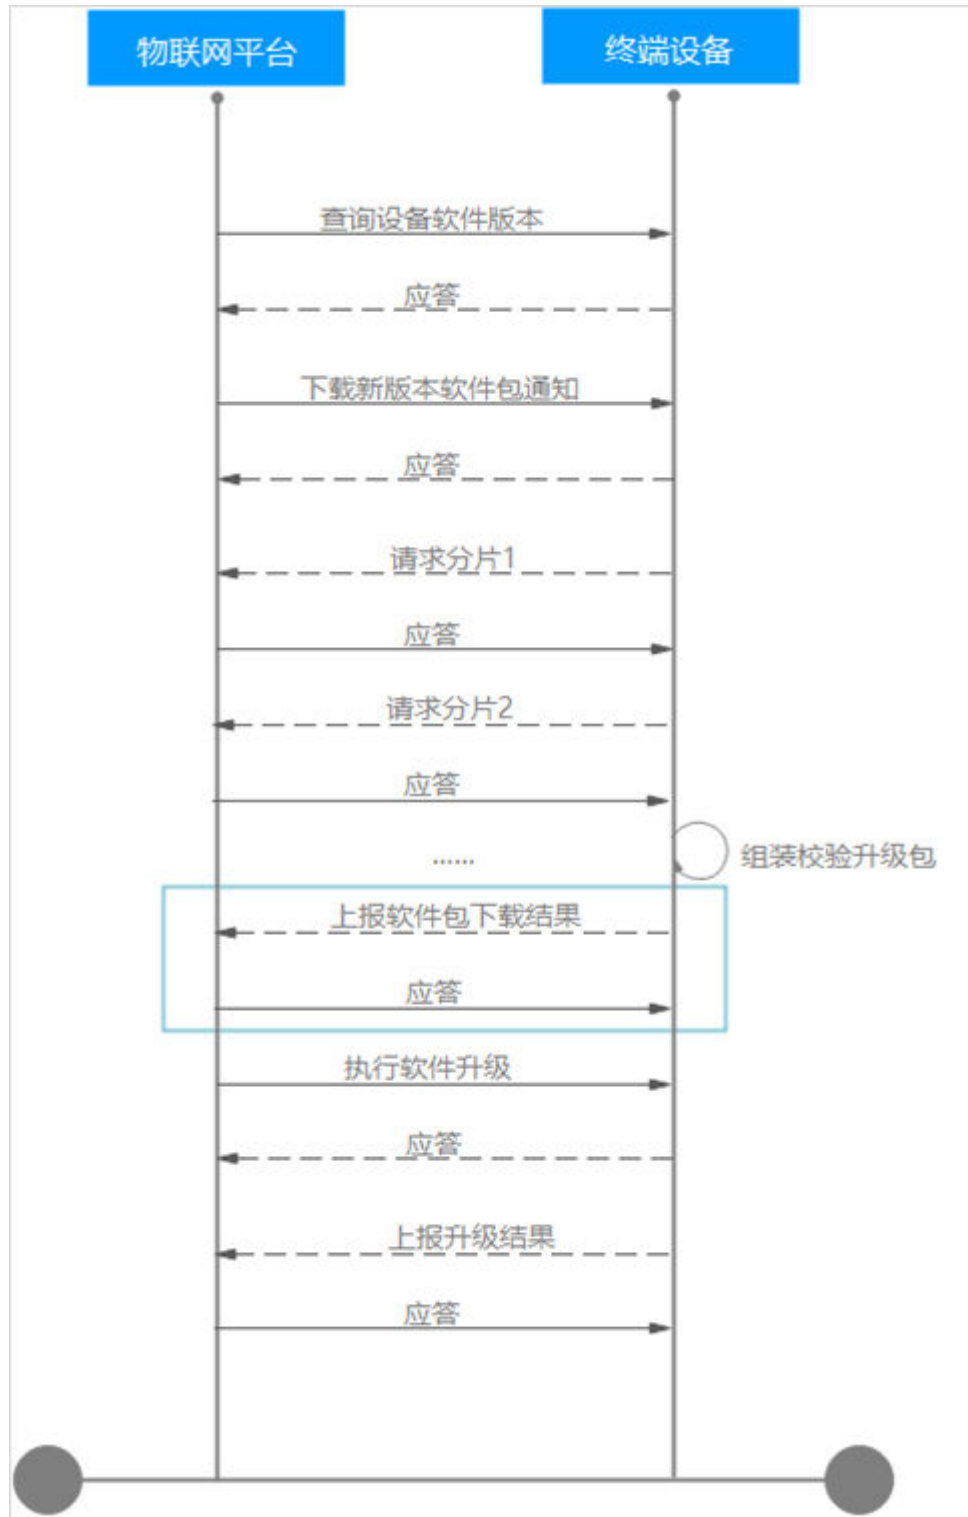 物联网平台
终端设备
查询设备软件版本
应答
下载新版本软件包通知
应答
请求分片1
应答
请求分片2
应答
......
组装校验升级包
上报软件包下载结果
应答
执行软件升级
应答
上报升级结果
应答